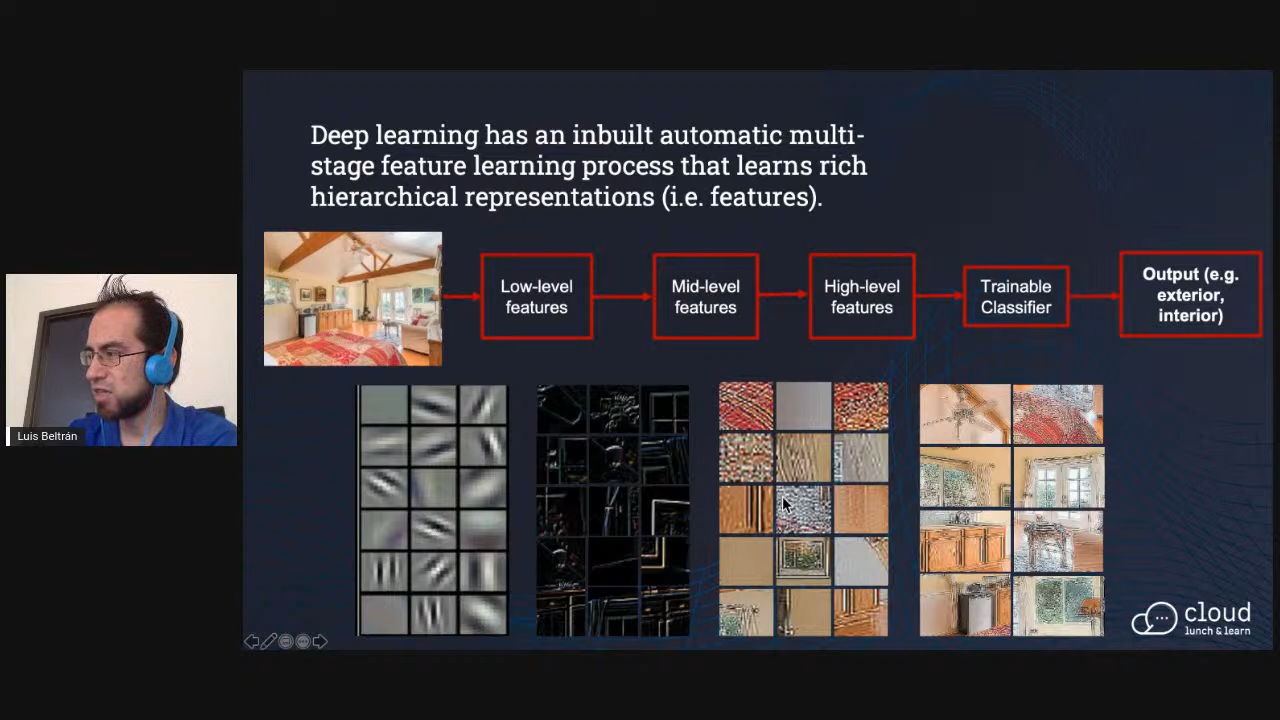 Deep learning has an inbuilt automatic multi-
stage feature learning process that learns rich
hierarchical representations (i.e. features).
Low-level
features
Mid-level
features
High-level
features
Trainable
Classifier
Output (e.g.
exterior,
interior)
Luis Beltrán
cloud
lunch & learn